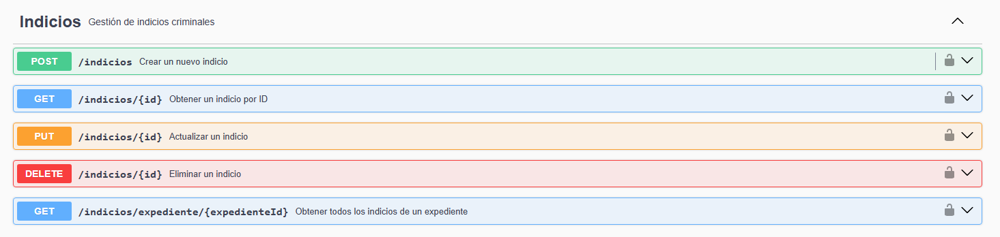 Indicios Gestión de indicios criminales
POST /indicios Crear un nuevo indicio
GET /indicios/{id} Obtener un indicio por ID
PUT /indicios/{id} Actualizar un indicio
DELETE /indicios/{id} Eliminar un indicio
GET /indicios/expediente/{expedienteId} Obtener todos los indicios de un expediente